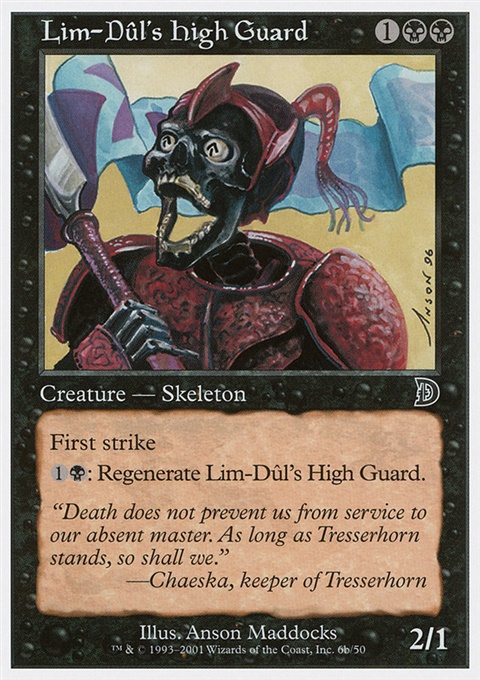 Lim-Dûl's High Guard 1
ANSON 96
Creature — Skeleton
First strike
1: Regenerate Lim-Dûl's High Guard.
“Death does not prevent us from service to
our absent master. As long as Tresserhorn
stands, so shall we.”
—Chaeska, keeper of Tresserhorn
Illus. Anson Maddocks
™ & © 1993–2001 Wizards of the Coast, Inc. 6b/50
2/1